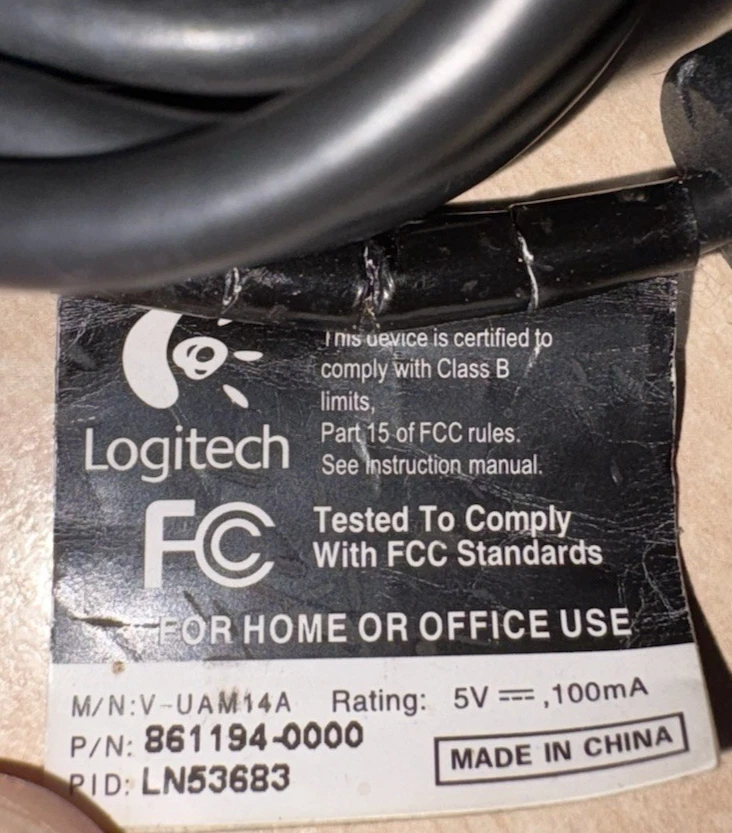 Logitech
This device is certified to
comply with Class B
limits,
Part 15 of FCC rules.
See Instruction manual.
FC
Tested To Comply
With FCC Standards
FOR HOME OR OFFICE USE
M/N:V-UAM14A Rating: 5V ⎓,100mA
P/N: 861194-0000
MADE IN CHINA
PID: LN53683